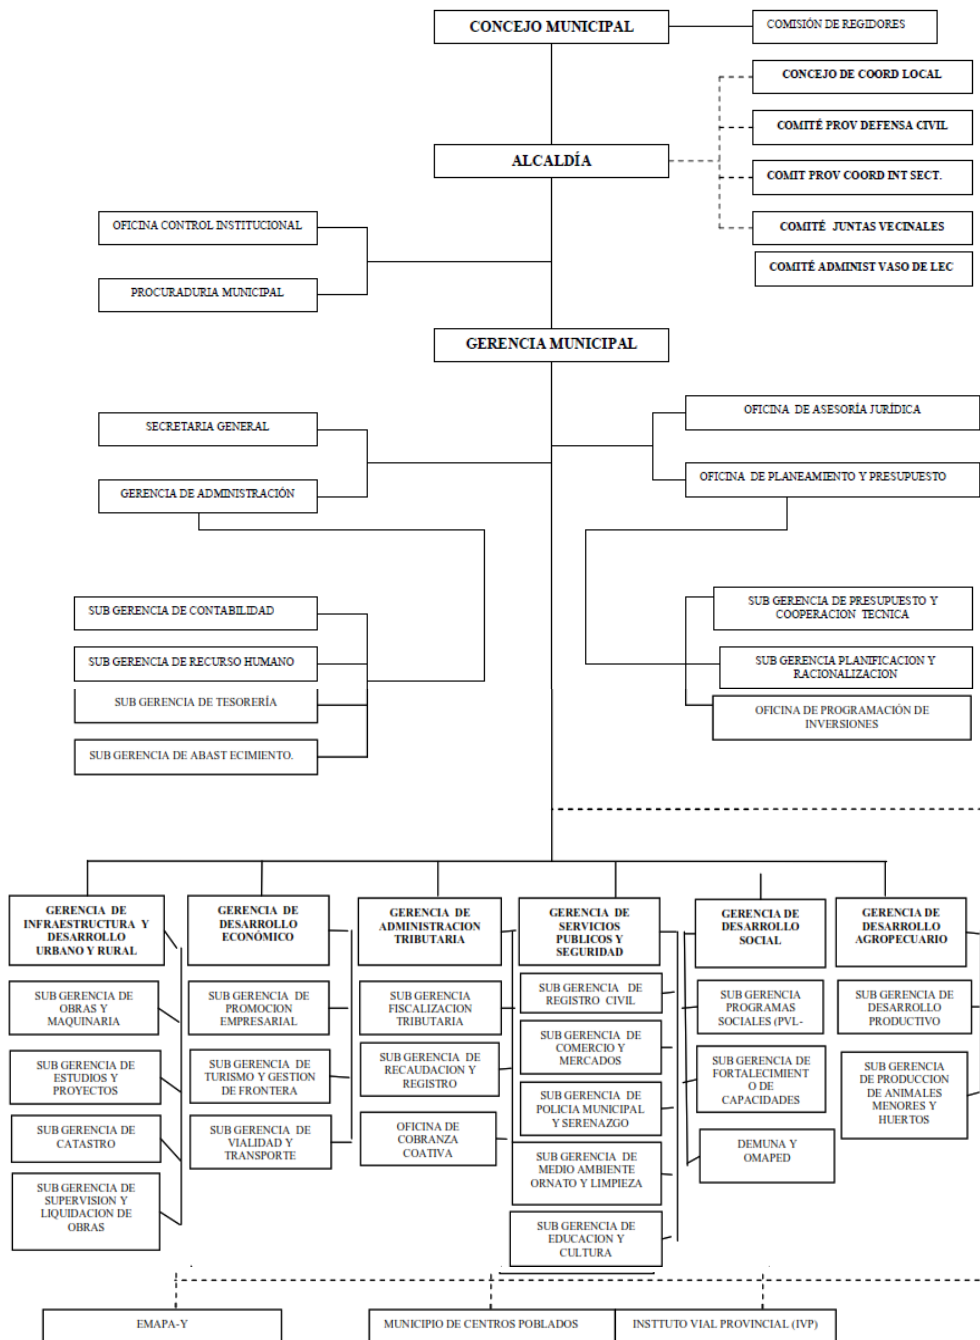 CONCEJO MUNICIPAL
COMISIÓN DE REGIDORES
CONCEJO DE COORD LOCAL
COMITÉ PROV DEFENSA CIVIL
ALCALDÍA
COMIT PROV COORD INT SECT.
OFICINA CONTROL INSTITUCIONAL
COMITÉ JUNTAS VECINALES
COMITÉ ADMINIST VASO DE LEC
PROCURADURIA MUNICIPAL
GERENCIA MUNICIPAL
OFICINA DE ASESORÍA JURÍDICA
SECRETARIA GENERAL
OFICINA DE PLANEAMIENTO Y PRESUPUESTO
GERENCIA DE ADMINISTRACIÓN
SUB GERENCIA DE CONTABILIDAD
SUB GERENCIA DE RECURSO HUMANO
SUB GERENCIA DE TESORERÍA
SUB GERENCIA DE ABAST ECIMIENTO.
SUB GERENCIA DE PRESUPUESTO Y
COOPERACION TECNICA
SUB GERENCIA PLANIFICACION Y
RACIONALIZACION
OFICINA DE PROGRAMACIÓN DE
INVERSIONES
GERENCIA DE
INFRAESTRUCTURA Y
DESARROLLO
URBANO Y RURAL
SUB GERENCIA DE
OBRAS Y
MAQUINARIA
SUB GERENCIA DE
ESTUDIOS Y
PROYECTOS
SUB GERENCIA DE
CATASTRO
SUB GERENCIA DE
SUPERVISION Y
LIQUIDACION DE
OBRAS
GERENCIA DE
DESARROLLO
ECONÓMICO
SUB GERENCIA DE
PROMOCION
EMPRESARIAL
SUB GERENCIA DE
TURISMO Y GESTION
DE FRONTERA
SUB GERENCIA DE
VIALIDAD Y
TRANSPORTE
GERENCIA DE
ADMINISTRACION
TRIBUTARIA
SUB GERENCIA
FISCALIZACION
TRIBUTARIA
SUB GERENCIA DE
RECAUDACION Y
REGISTRO
OFICINA DE
COBRANZA
COATIVA
GERENCIA DE
SERVICIOS
PUBLICOS Y
SEGURIDAD
SUB GERENCIA DE
REGISTRO CIVIL
SUB GERENCIA DE
COMERCIO Y
MERCADOS
SUB GERENCIA DE
POLICIA MUNICIPAL
Y SERENAZGO
SUB GERENCIA DE
MEDIO AMBIENTE
ORNATO Y LIMPIEZA
SUB GERENCIA DE
EDUCACION Y
CULTURA
GERENCIA DE
DESARROLLO
SOCIAL
SUB GERENCIA
PROGRAMAS
SOCIALES (PVL-
SUB GERENCIA DE
FORTALECIMIENT
O DE
CAPACIDADES
DEMUNA Y
OMAPED
GERENCIA DE
DESARROLLO
AGROPECUARIO
SUB GERENCIA DE
DESARROLLO
PRODUCTIVO
SUB GERENCIA
DE PRODUCCION
DE ANIMALES
MENORES Y
HUERTOS
EMAPA-Y
MUNICIPIO DE CENTROS POBLADOS
INSTTUTO VIAL PROVINCIAL (IVP)